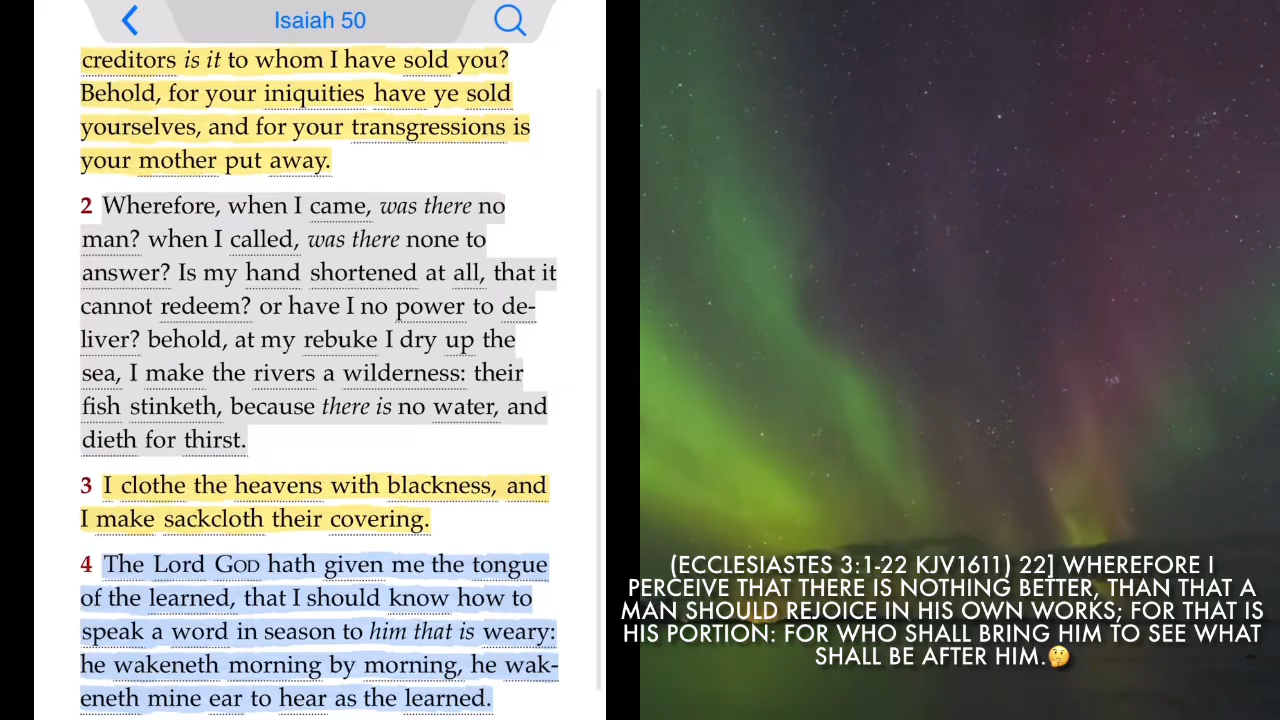 Isaiah 50
creditors is it to whom I have sold you?
Behold, for your iniquities have ye sold
yourselves, and for your transgressions is
your mother put away.
2 Wherefore, when I came, was there no
man? when I called, was there none to
answer? Is my hand shortened at all, that it
cannot redeem? or have I no power to de-
liver? behold, at my rebuke I dry up the
sea, I make the rivers a wilderness: their
fish stinketh, because there is no water, and
dieth for thirst.
3 I clothe the heavens with blackness, and
I make sackcloth their covering.
4 The Lord GOD hath given me the tongue
of the learned, that I should know how to
speak a word in season to him that is weary:
he wakeneth morning by morning, he wak-
eneth mine ear to hear as the learned.
(ECCLESIASTES 3:1-22 KJV1611) 22] WHEREFORE I
PERCEIVE THAT THERE IS NOTHING BETTER, THAN THAT A
MAN SHOULD REJOICE IN HIS OWN WORKS; FOR THAT IS
HIS PORTION: FOR WHO SHALL BRING HIM TO SEE WHAT
SHALL BE AFTER HIM.🤔